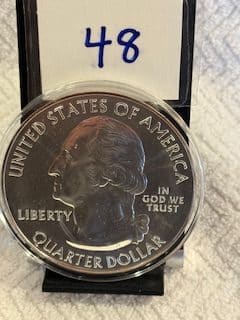 48
UNITED STATES OF AMERICA
IN
GOD WE
TRUST
LIBERTY
QUARTER DOLLAR